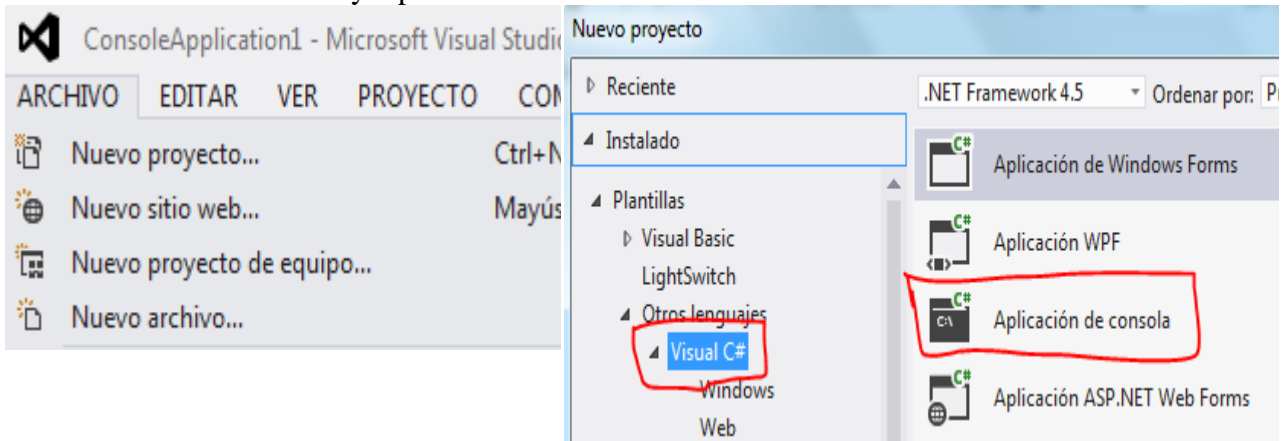 ConsoleApplication1 - Microsoft Visual
ARCHIVO EDITAR VER PROYECTO
Nuevo proyecto...
Nuevo sitio web...
Nuevo proyecto de equipo...
Nuevo archivo...
Nuevo proyecto
Reciente
.NET Framework 4.5 Ordenar por:
Instalado
Plantillas
Visual Basic
LightSwitch
Otros lenguajes
Visual C#
Windows
Web
C# Aplicación de Windows Forms
C# Aplicación WPF
C# C:\ Aplicación de consola
C# Aplicación ASP.NET Web Forms